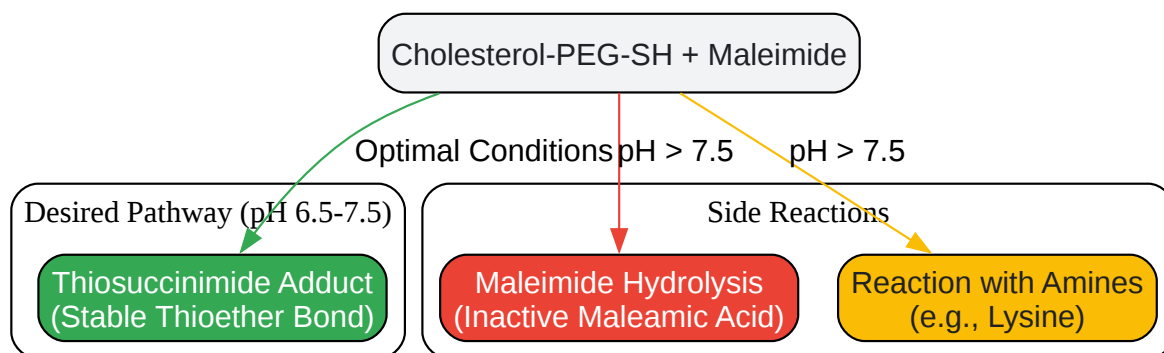 Cholesterol-PEG-SH + Maleimide
Optimal Conditions
pH > 7.5
pH > 7.5
Desired Pathway (pH 6.5-7.5)
Side Reactions
Thiosuccinimide Adduct
(Stable Thioether Bond)
Maleimide Hydrolysis
(Inactive Maleamic Acid)
Reaction with Amines
(e.g., Lysine)